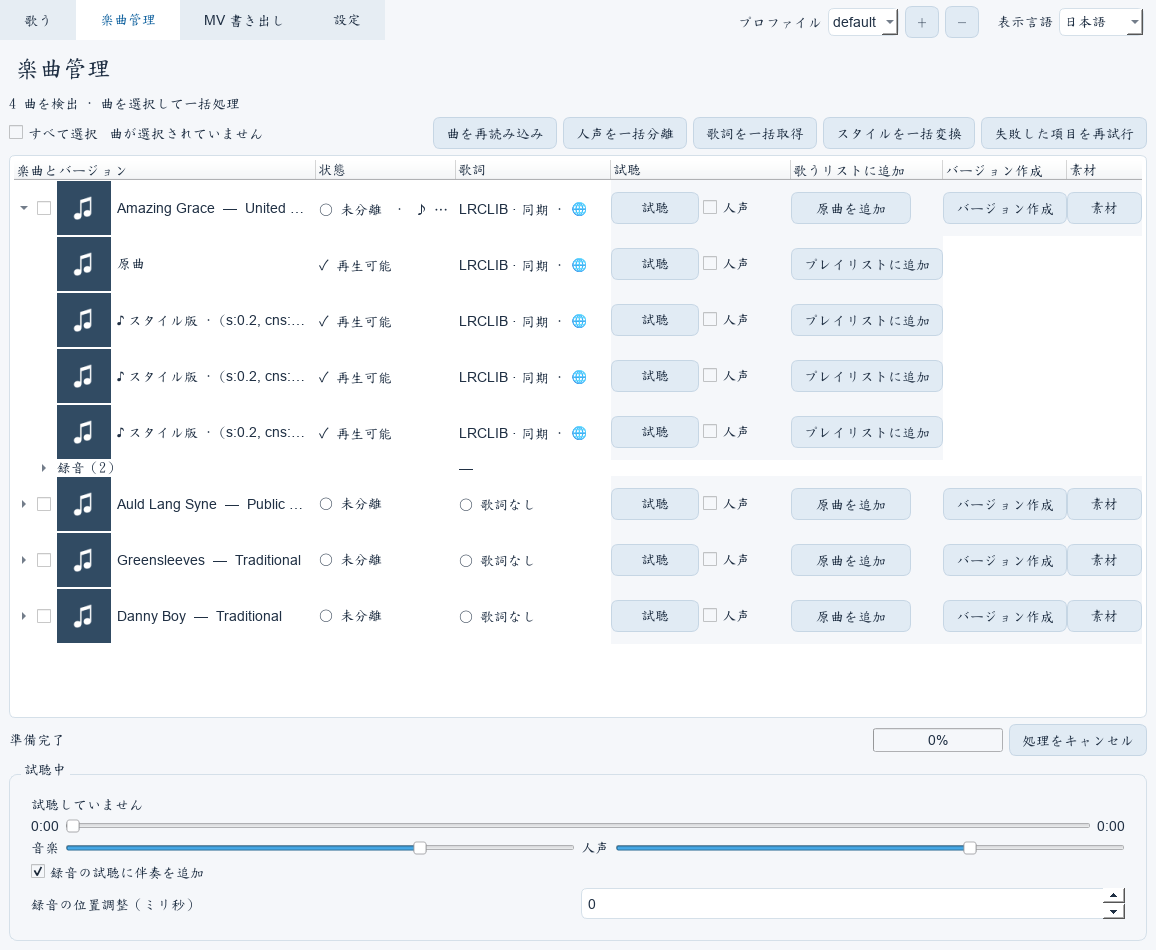 歌う 楽曲管理 MV 書き出し 設定 プロファイル default + − 表示言語 日本語
楽曲管理
4 曲を検出 · 曲を選択して一括処理
すべて選択 曲が選択されていません 曲を再読み込み 人声を一括分離 歌詞を一括取得 スタイルを一括変換 失敗した項目を再試行
楽曲とバージョン 状態 歌詞 試聴 歌うリストに追加 バージョン作成 素材
Amazing Grace — United … ○ 未分離 · ♪ … LRCLIB · 同期 · 🌐 試聴 人声 原曲を追加 バージョン作成 素材
原曲 ✓ 再生可能 LRCLIB · 同期 · 🌐 試聴 人声 プレイリストに追加
♪ スタイル版 · (s:0.2, cns:… ✓ 再生可能 LRCLIB · 同期 · 🌐 試聴 人声 プレイリストに追加
♪ スタイル版 · (s:0.2, cns:… ✓ 再生可能 LRCLIB · 同期 · 🌐 試聴 人声 プレイリストに追加
♪ スタイル版 · (s:0.2, cns:… ✓ 再生可能 LRCLIB · 同期 · 🌐 試聴 人声 プレイリストに追加
録音 (2) —
Auld Lang Syne — Public … ○ 未分離 ○ 歌詞なし 試聴 人声 原曲を追加 バージョン作成 素材
Greensleeves — Traditional ○ 未分離 ○ 歌詞なし 試聴 人声 原曲を追加 バージョン作成 素材
Danny Boy — Traditional ○ 未分離 ○ 歌詞なし 試聴 人声 原曲を追加 バージョン作成 素材
準備完了 0% 処理をキャンセル
試聴中
試聴していません
0:00 0:00
音楽 人声
録音の試聴に伴奏を追加
録音の位置調整 (ミリ秒) 0